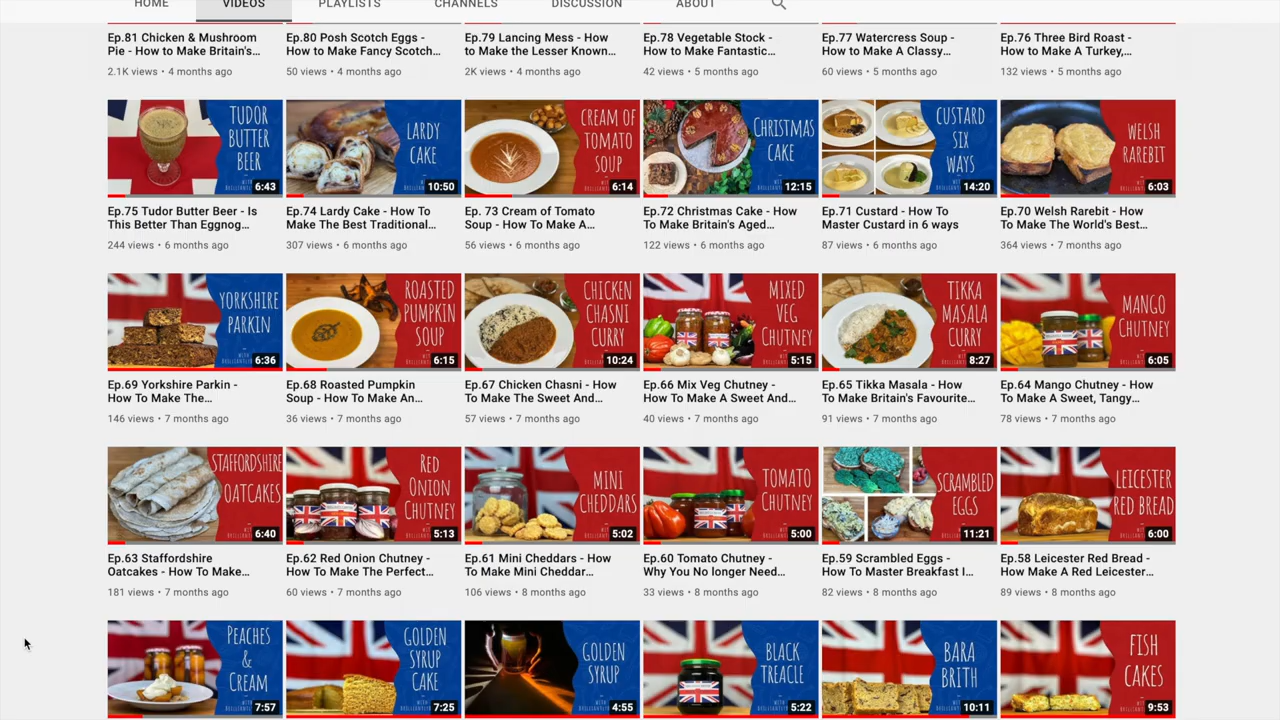 HOME VIDEOS PLAYLISTS CHANNELS DISCUSSION ABOUT
Ep.81 Chicken & Mushroom
Pie - How to Make Britain's...
2.1K views • 4 months ago
Ep.80 Posh Scotch Eggs -
How to Make Fancy Scotch...
50 views • 4 months ago
Ep.79 Lancing Mess - How
to Make the Lesser Known...
2K views • 4 months ago
Ep.78 Vegetable Stock -
How to Make Fantastic...
42 views • 5 months ago
Ep.77 Watercress Soup -
How to Make A Classy...
60 views • 5 months ago
Ep.76 Three Bird Roast -
How to Make A Turkey,...
132 views • 5 months ago
TUDOR
BUTTER
BEER
6:43
Ep.75 Tudor Butter Beer - Is
This Better Than Eggnog...
244 views • 6 months ago
LARDY
CAKE
10:50
Ep.74 Lardy Cake - How To
Make The Best Traditional...
307 views • 6 months ago
CREAM OF
TOMATO
SOUP
6:14
Ep. 73 Cream of Tomato
Soup - How To Make A...
56 views • 6 months ago
CHRISTMAS
CAKE
12:15
Ep.72 Christmas Cake - How
To Make Britain's Aged...
122 views • 6 months ago
CUSTARD
SIX
WAYS
14:20
Ep.71 Custard - How To
Master Custard in 6 ways
87 views • 6 months ago
WELSH
RAREBIT
6:03
Ep.70 Welsh Rarebit - How
To Make The World's Best...
364 views • 7 months ago
YORKSHIRE
PARKIN
6:36
Ep.69 Yorkshire Parkin -
How To Make The...
146 views • 7 months ago
ROASTED
PUMPKIN
SOUP
6:15
Ep.68 Roasted Pumpkin
Soup - How To Make An...
36 views • 7 months ago
CHICKEN
CHASNI
CURRY
10:24
Ep.67 Chicken Chasni - How
To Make The Sweet And...
57 views • 7 months ago
MIXED
VEG
CHUTNEY
5:15
Ep.66 Mix Veg Chutney -
How To Make A Sweet And...
40 views • 7 months ago
TIKKA
MASALA
CURRY
8:27
Ep.65 Tikka Masala - How
To Make Britain's Favourite...
91 views • 7 months ago
MANGO
CHUTNEY
6:05
Ep.64 Mango Chutney - How
To Make A Sweet, Tangy...
78 views • 7 months ago
STAFFORDSHIRE
OATCAKES
6:40
Ep.63 Staffordshire
Oatcakes - How To Make...
181 views • 7 months ago
RED
ONION
CHUTNEY
5:13
Ep.62 Red Onion Chutney -
How To Make The Perfect...
60 views • 7 months ago
MINI
CHEDDARS
5:02
Ep.61 Mini Cheddars - How
To Make Mini Cheddar...
106 views • 8 months ago
TOMATO
CHUTNEY
5:00
Ep.60 Tomato Chutney -
Why You No longer Need...
33 views • 8 months ago
SCRAMBLED
EGGS
11:21
Ep.59 Scrambled Eggs -
How To Master Breakfast I...
82 views • 8 months ago
LEICESTER
RED BREAD
6:00
Ep.58 Leicester Red Bread -
How Make A Red Leicester...
89 views • 8 months ago
PEACHES
&
CREAM
7:57
GOLDEN
SYRUP
CAKE
7:25
GOLDEN
SYRUP
4:55
BLACK
TREACLE
5:22
BARA
BRITH
10:11
FISH
CAKES
9:53